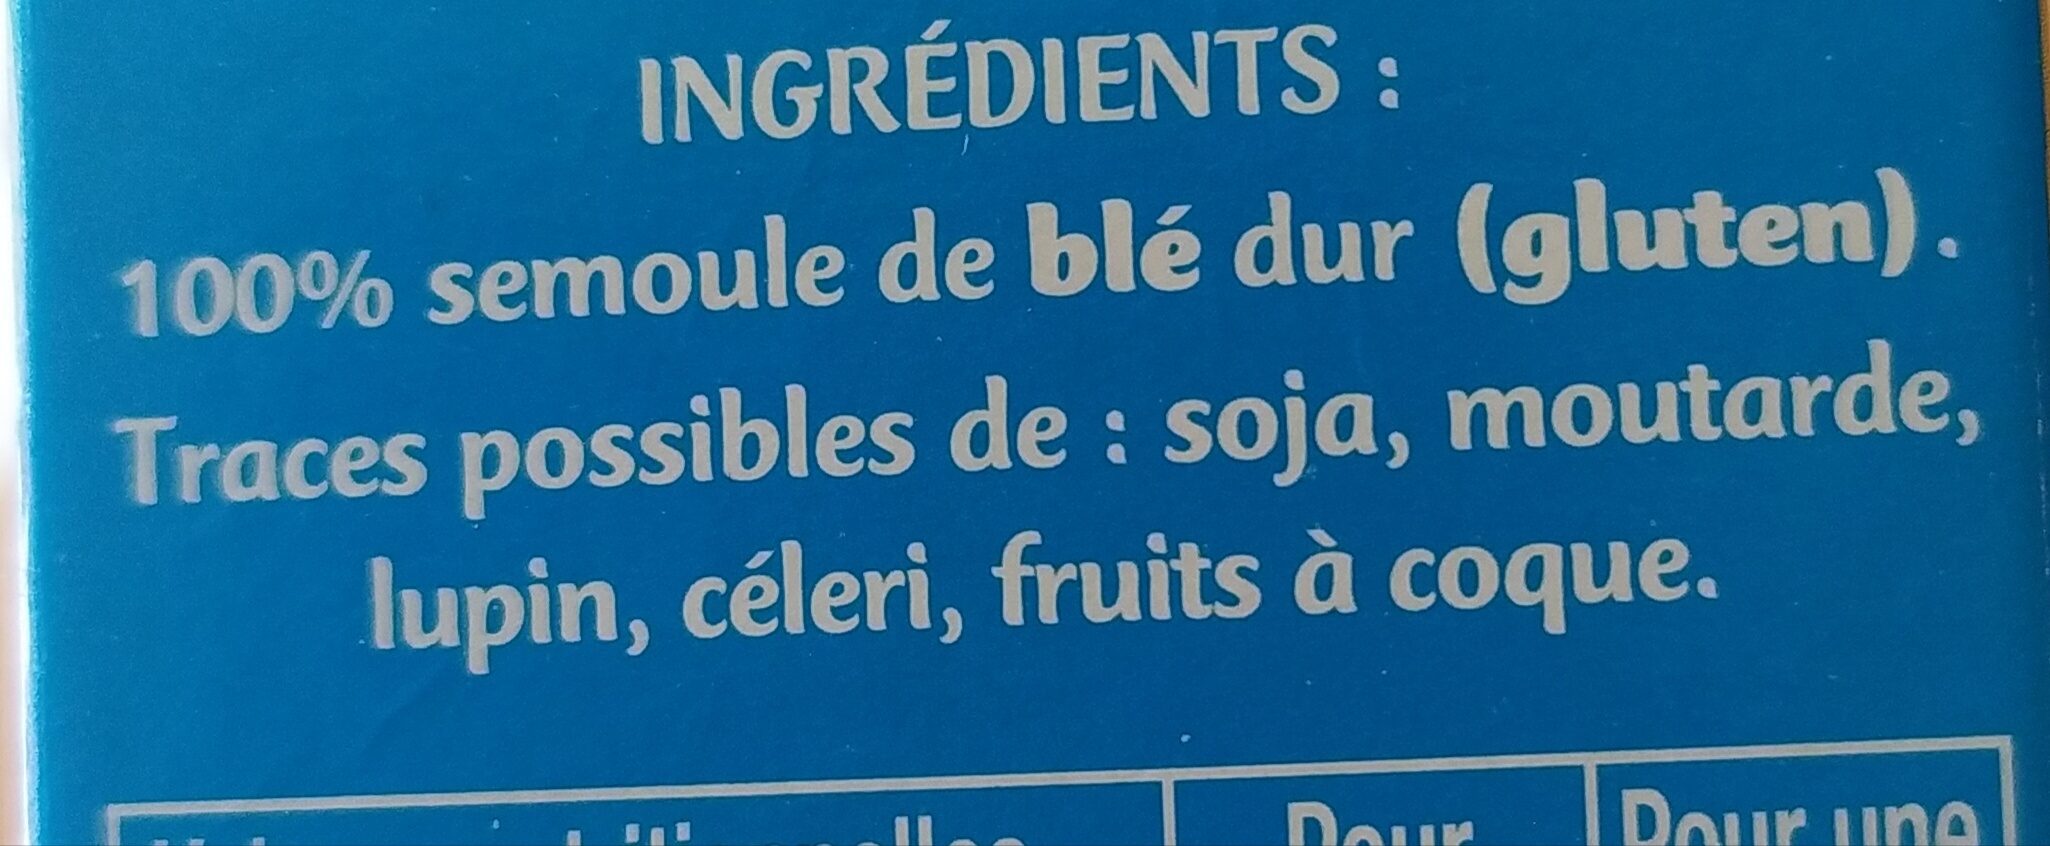 INGRÉDIENTS :
100% semoule de blé dur (gluten).
Traces possibles de : soja, moutarde,
lupin, céleri, fruits à coque.
Pour
Pour une